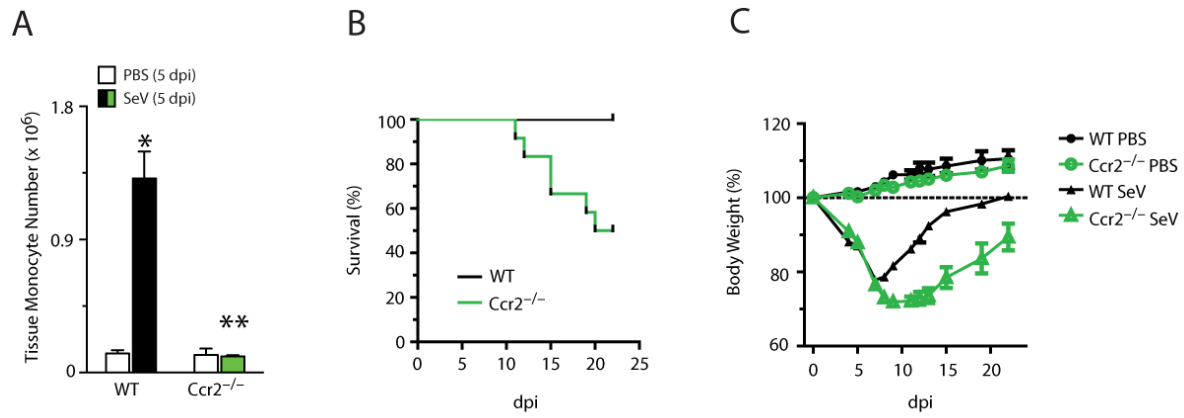 A
PBS (5 dpi)
SeV (5 dpi)
Tissue Monocyte Number (x 10⁶)
1.8
0.9
0
*
**
WT
Ccr2⁻/⁻
B
Survival (%)
100
80
60
40
20
0
WT
Ccr2⁻/⁻
0 5 10 15 20 25
dpi
C
Body Weight (%)
120
100
80
60
0 5 10 15 20
dpi
WT PBS
Ccr2⁻/⁻ PBS
WT SeV
Ccr2⁻/⁻ SeV